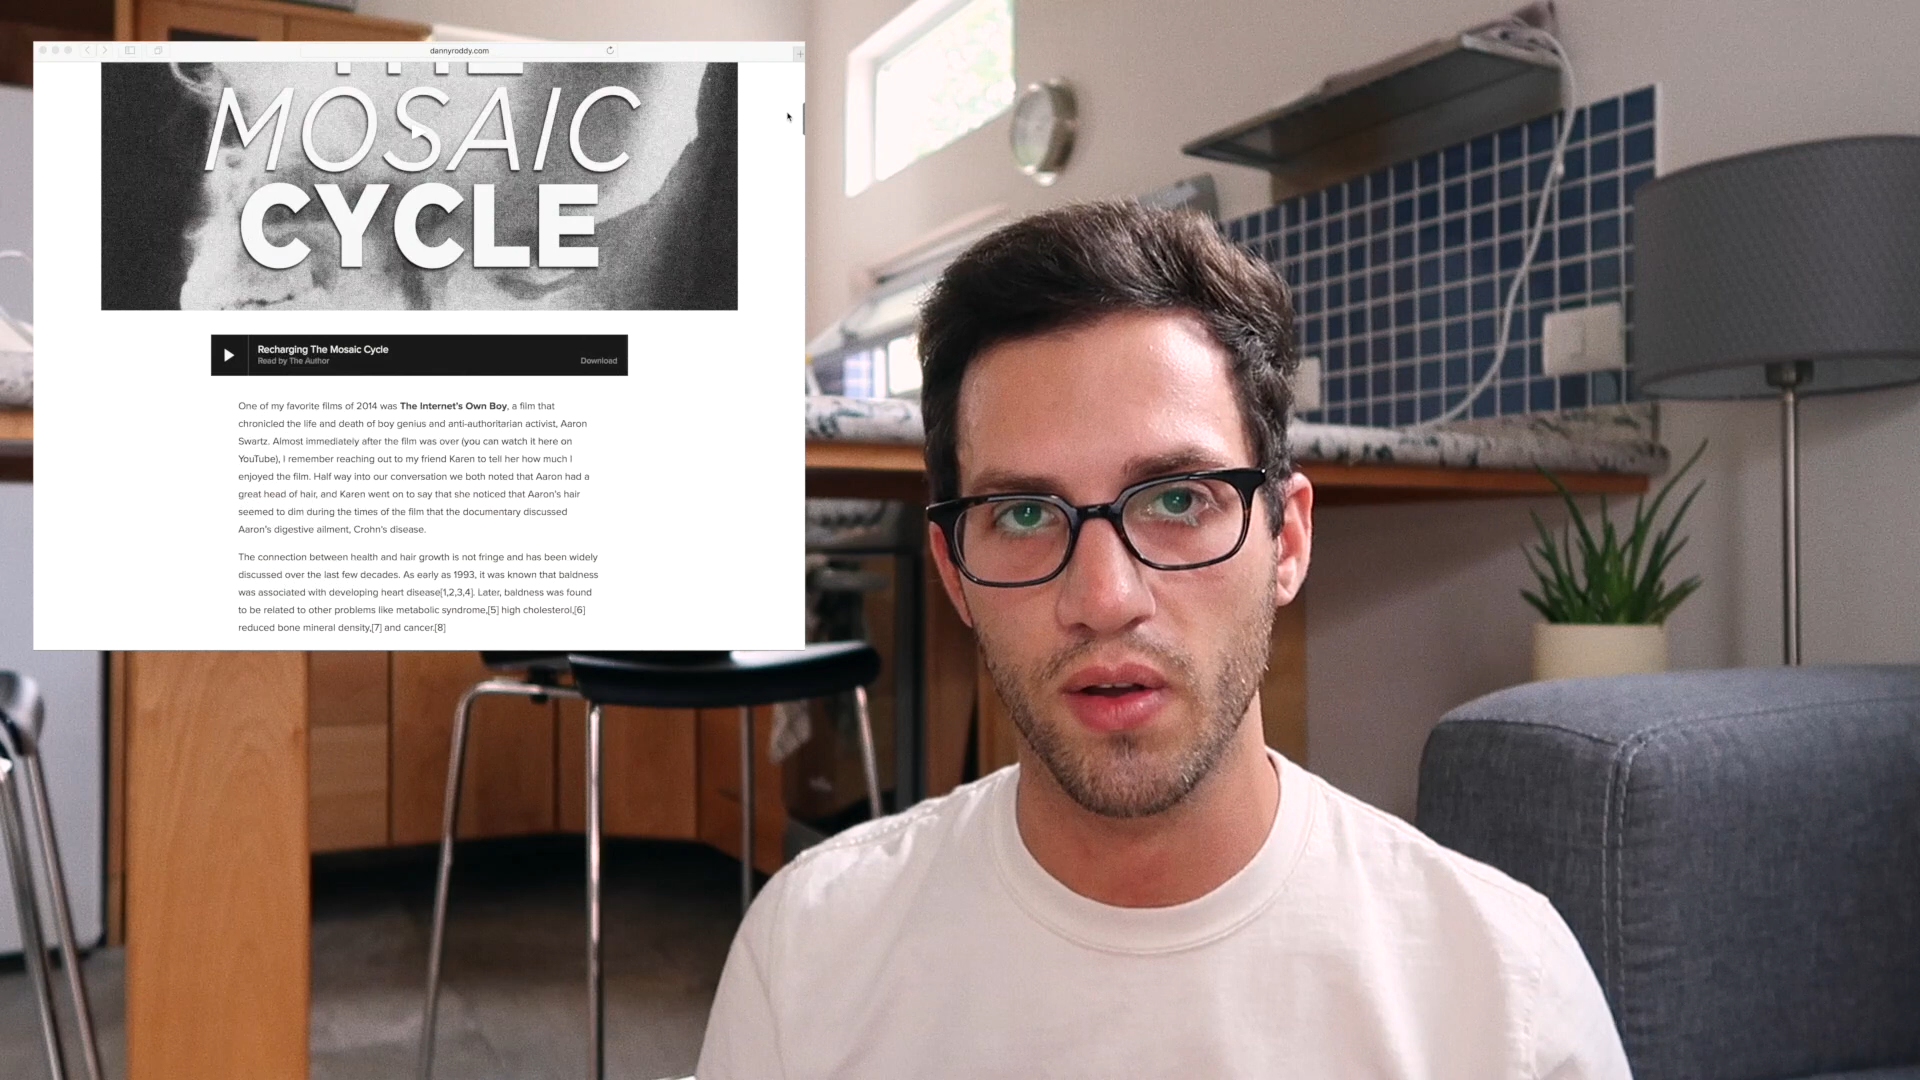 dannyroddy.com
THE
MOSAIC
CYCLE
Recharging The Mosaic Cycle
Read by The Author
Download
One of my favorite films of 2014 was The Internet's Own Boy, a film that
chronicled the life and death of boy genius and anti-authoritarian activist, Aaron
Swartz. Almost immediately after the film was over (you can watch it here on
YouTube), I remember reaching out to my friend Karen to tell her how much I
enjoyed the film. Half way into our conversation we both noted that Aaron had a
great head of hair, and Karen went on to say that she noticed that Aaron's hair
seemed to dim during the times of the film that the documentary discussed
Aaron's digestive ailment, Crohn's disease.
The connection between health and hair growth is not fringe and has been widely
discussed over the last few decades. As early as 1993, it was known that baldness
was associated with developing heart disease[1,2,3,4]. Later, baldness was found
to be related to other problems like metabolic syndrome,[5] high cholesterol,[6]
reduced bone mineral density,[7] and cancer.[8]